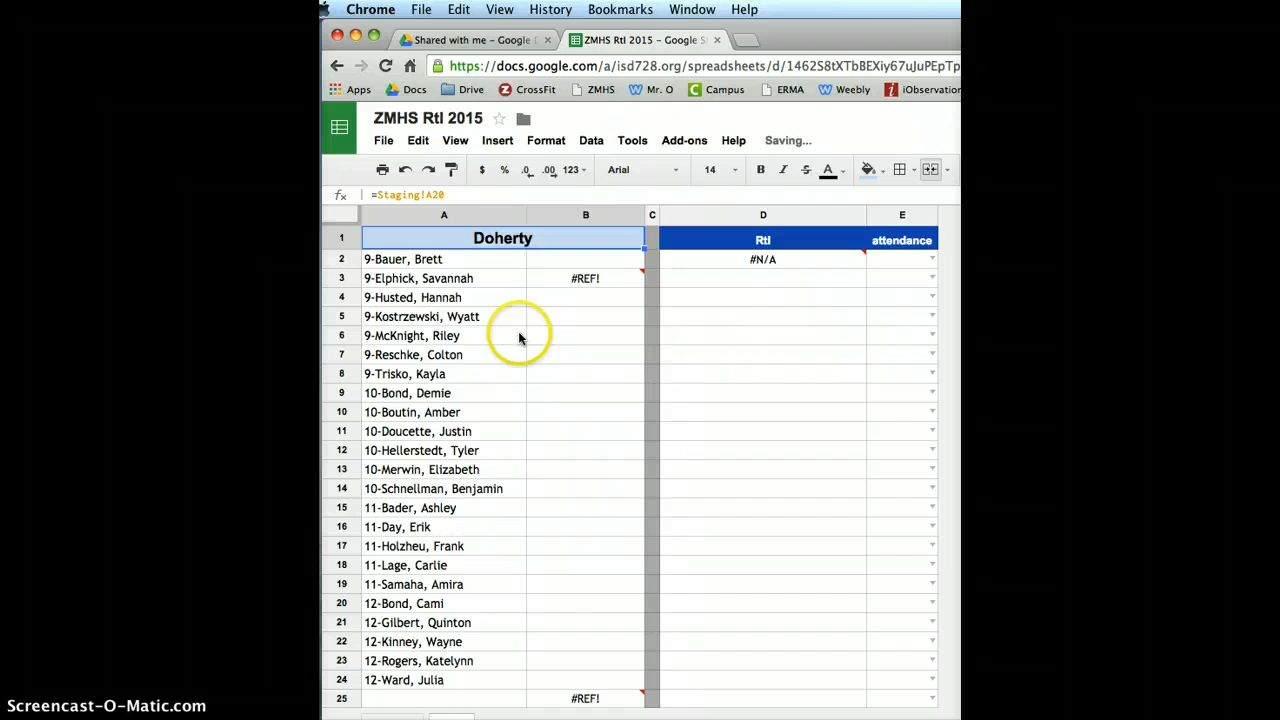 Chrome File Edit View History Bookmarks Window Help
Shared with me - Google D × ZMHS RtI 2015 - Google S ×
https://docs.google.com/a/isd728.org/spreadsheets/d/1462S8tXTbBEXiy67uJuPEpTp
Apps Docs Drive CrossFit ZMHS Mr. O Campus ERMA Weebly iObservation
ZMHS RtI 2015
File Edit View Insert Format Data Tools Add-ons Help Saving...
$ % .0 .00 123 Arial 14 B I S A
fx =Staging!A20
A B C D E
1 Doherty RtI attendance
2 9-Bauer, Brett #N/A
3 9-Elphick, Savannah #REF!
4 9-Husted, Hannah
5 9-Kostrzewski, Wyatt
6 9-McKnight, Riley
7 9-Reschke, Colton
8 9-Trisko, Kayla
9 10-Bond, Demie
10 10-Boutin, Amber
11 10-Doucette, Justin
12 10-Hellerstedt, Tyler
13 10-Merwin, Elizabeth
14 10-Schnellman, Benjamin
15 11-Bader, Ashley
16 11-Day, Erik
17 11-Holzheu, Frank
18 11-Lage, Carlie
19 11-Samaha, Amira
20 12-Bond, Cami
21 12-Gilbert, Quinton
22 12-Kinney, Wayne
23 12-Rogers, Katelynn
24 12-Ward, Julia
25 #REF!
Screencast-O-Matic.com